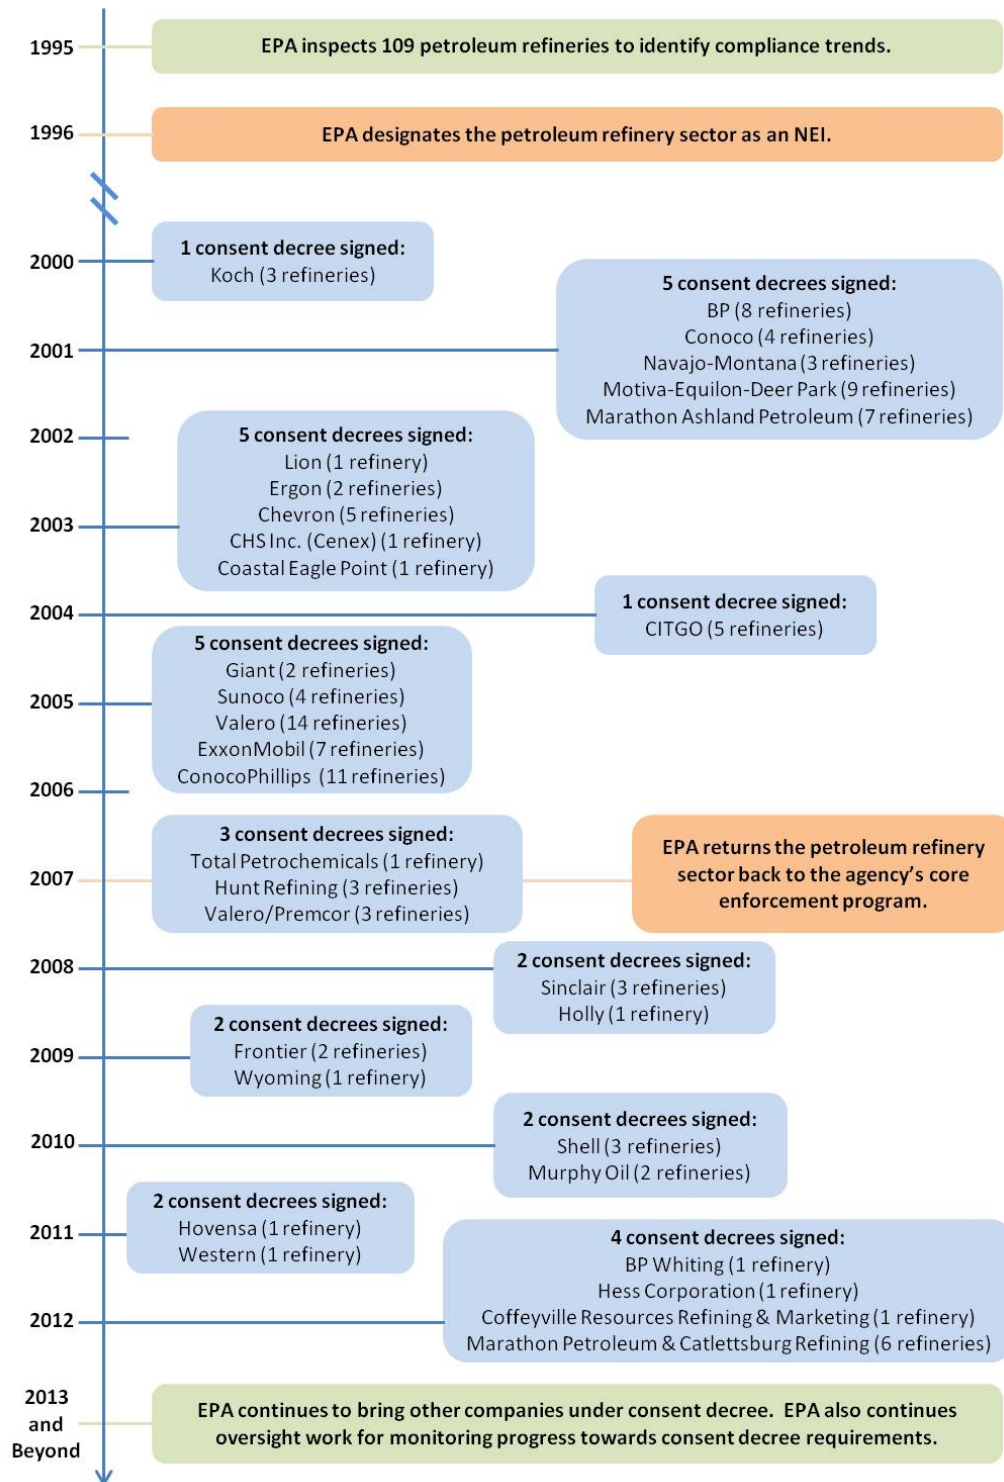 1995
EPA inspects 109 petroleum refineries to identify compliance trends.
1996
EPA designates the petroleum refinery sector as an NEI.
2000
1 consent decree signed:
Koch (3 refineries)
2001
5 consent decrees signed:
BP (8 refineries)
Conoco (4 refineries)
Navajo-Montana (3 refineries)
Motiva-Equilon-Deer Park (9 refineries)
Marathon Ashland Petroleum (7 refineries)
2002
2003
5 consent decrees signed:
Lion (1 refinery)
Ergon (2 refineries)
Chevron (5 refineries)
CHS Inc. (Cenex) (1 refinery)
Coastal Eagle Point (1 refinery)
2004
1 consent decree signed:
CITGO (5 refineries)
2005
5 consent decrees signed:
Giant (2 refineries)
Sunoco (4 refineries)
Valero (14 refineries)
ExxonMobil (7 refineries)
ConocoPhillips (11 refineries)
2006
2007
3 consent decrees signed:
Total Petrochemicals (1 refinery)
Hunt Refining (3 refineries)
Valero/Premcor (3 refineries)
EPA returns the petroleum refinery
sector back to the agency's core
enforcement program.
2008
2 consent decrees signed:
Sinclair (3 refineries)
Holly (1 refinery)
2009
2 consent decrees signed:
Frontier (2 refineries)
Wyoming (1 refinery)
2010
2 consent decrees signed:
Shell (3 refineries)
Murphy Oil (2 refineries)
2011
2 consent decrees signed:
Hovensa (1 refinery)
Western (1 refinery)
2012
4 consent decrees signed:
BP Whiting (1 refinery)
Hess Corporation (1 refinery)
Coffeyville Resources Refining & Marketing (1 refinery)
Marathon Petroleum & Catlettsburg Refining (6 refineries)
2013
and
Beyond
EPA continues to bring other companies under consent decree. EPA also continues
oversight work for monitoring progress towards consent decree requirements.